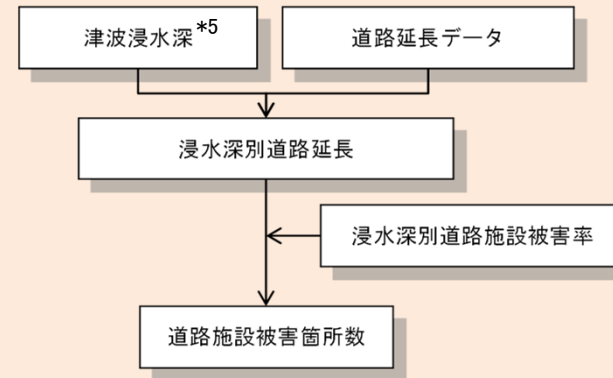 津波浸水深*5
道路延長データ
浸水深別道路延長
浸水深別道路施設被害率
道路施設被害箇所数